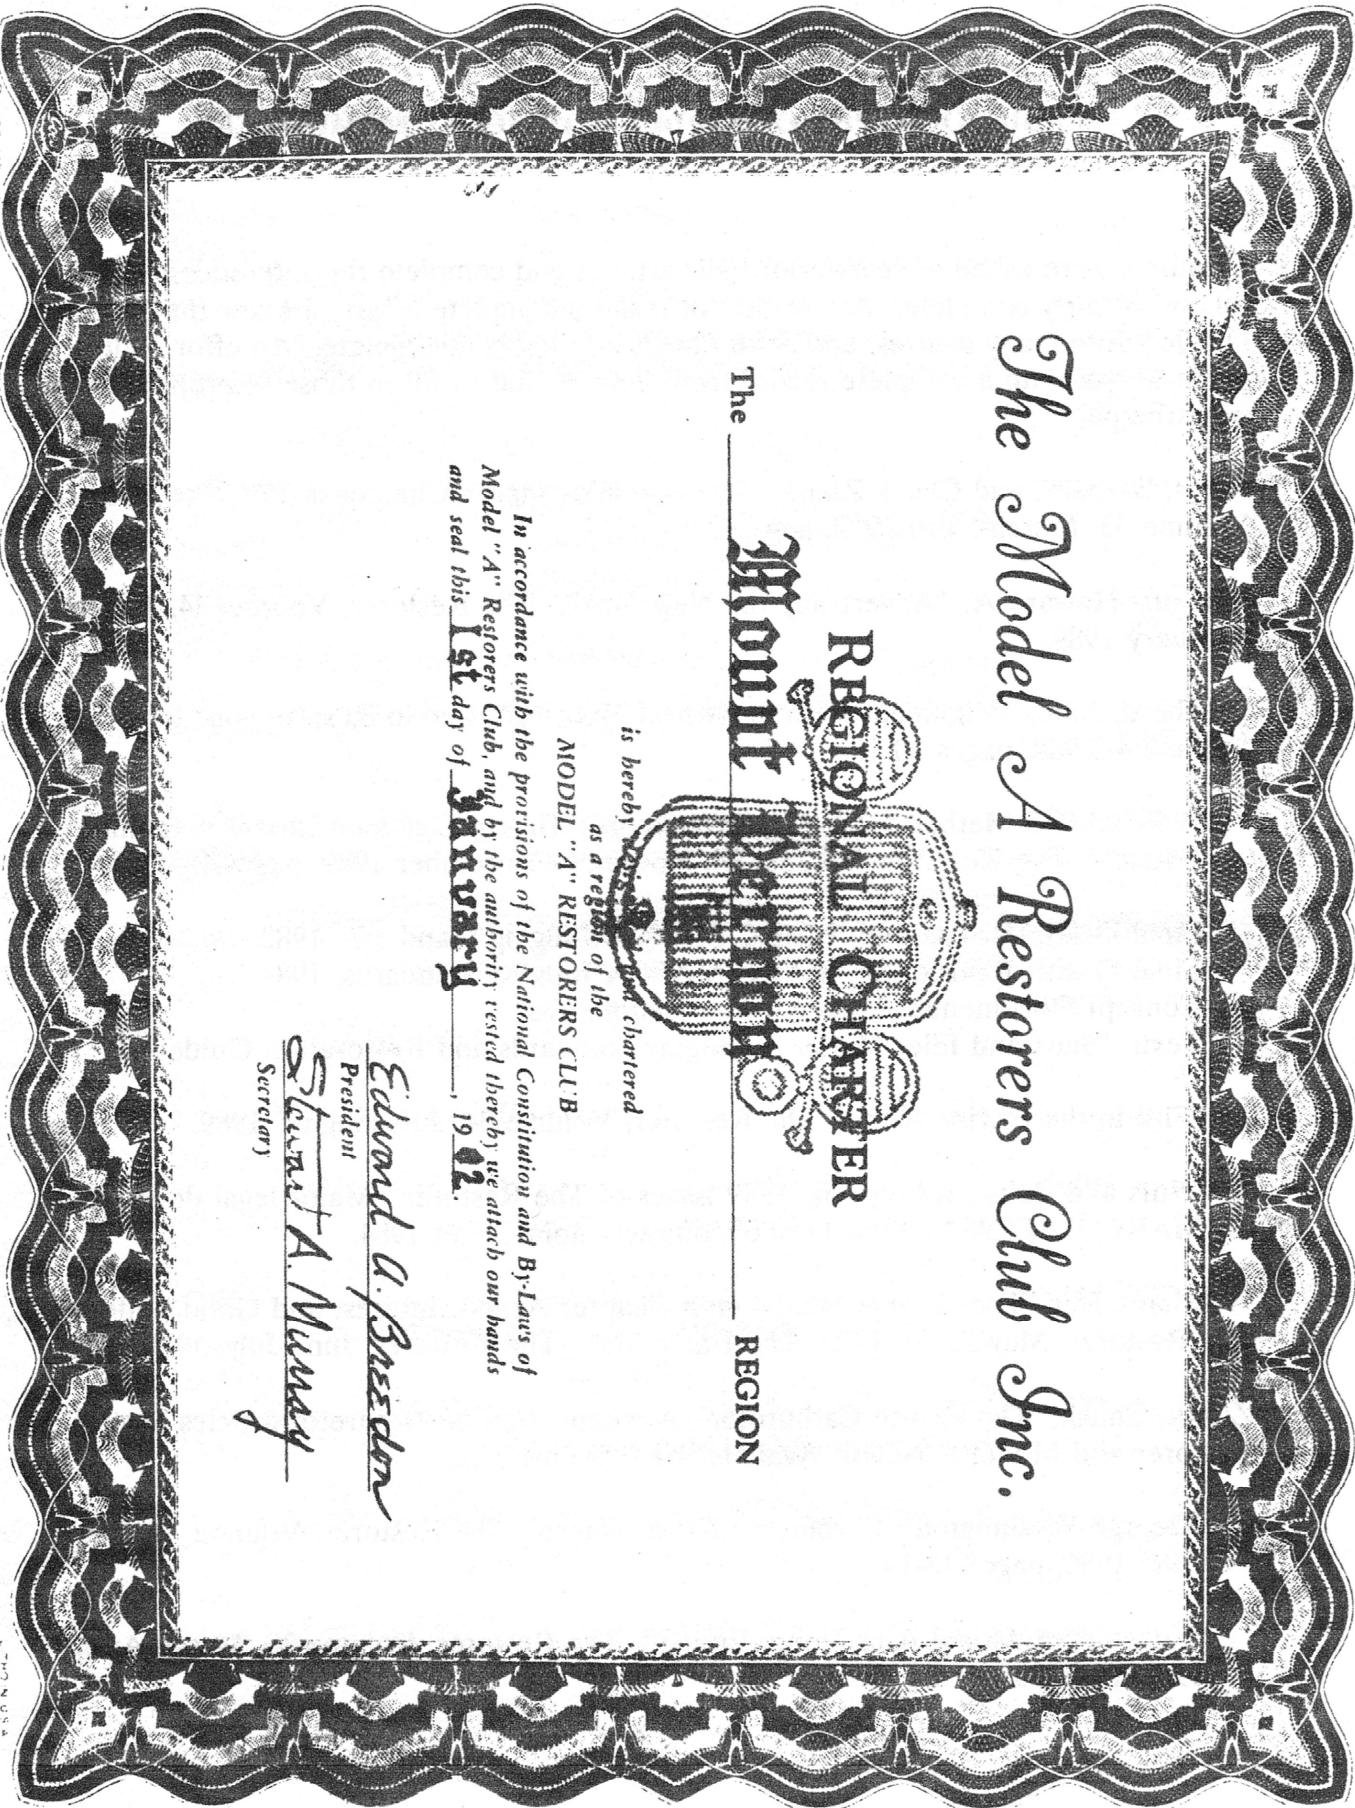 The Model A Restorers Club Inc.
REGIONAL CHARTER
The Mount Vernon REGION
is hereby chartered
as a region of the
MODEL "A" RESTORERS CLUB
In accordance with the provisions of the National Constitution and By-Laws of
Model "A" Restorers Club, and by the authority vested thereby we attach our hands
and seal this 1st day of January, 19
Edward A. Breedon
President
Stewart A. Murray
Secretary